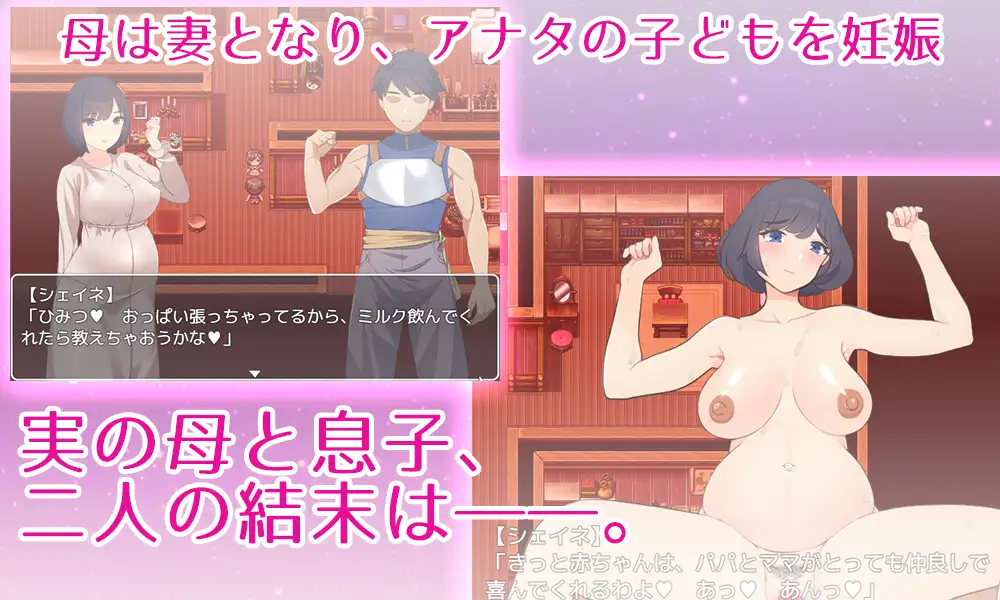 母は妻となり、アナタの子どもを妊娠
【シェイネ】
「ひみつ♥　おっぱい張っちゃってるから、ミルク飲んでく
れたら教えちゃおうかな♥」
実の母と息子、
二人の結末は――。
【シェイネ】
「きっと赤ちゃんは、パパとママがとっても仲良しで
喜んでくれるわよ♥　あっ♥　あんっ♥」